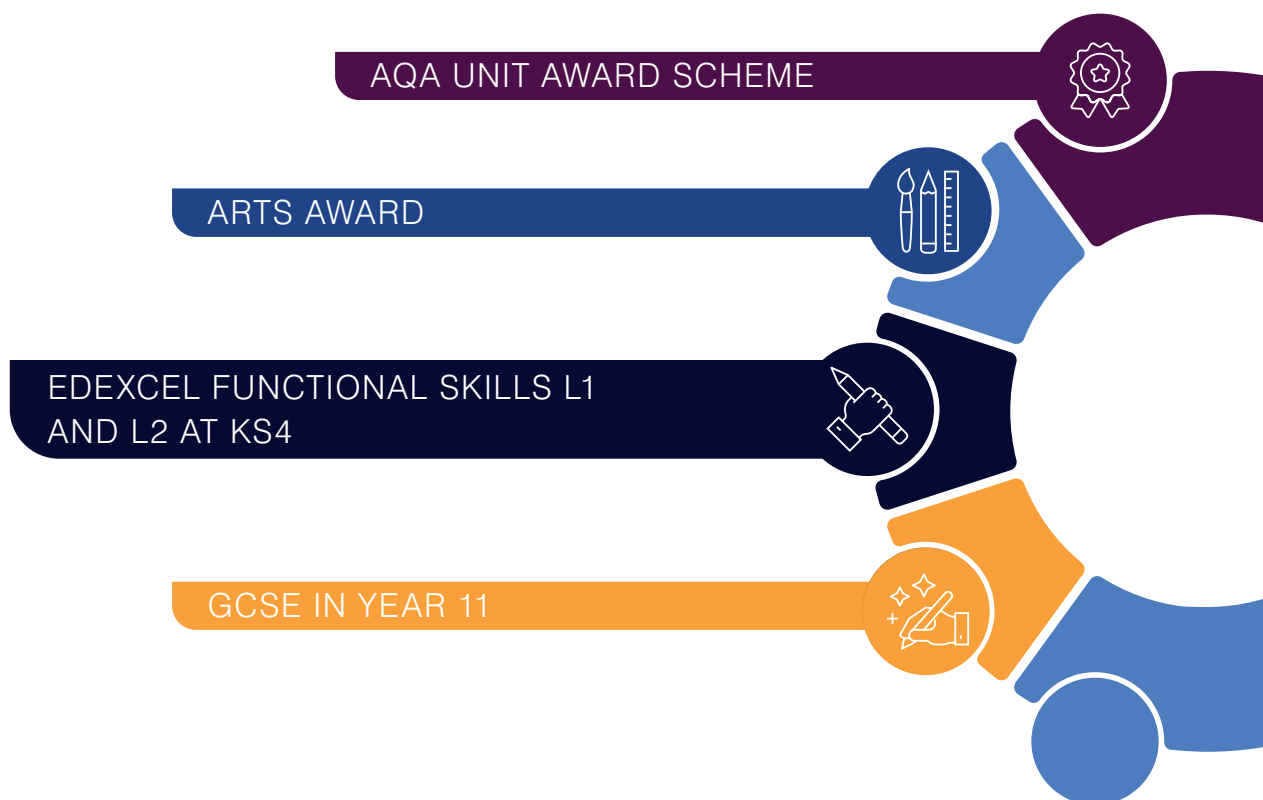 AQA UNIT AWARD SCHEME
ARTS AWARD
EDEXCEL FUNCTIONAL SKILLS L1
AND L2 AT KS4
GCSE IN YEAR 11